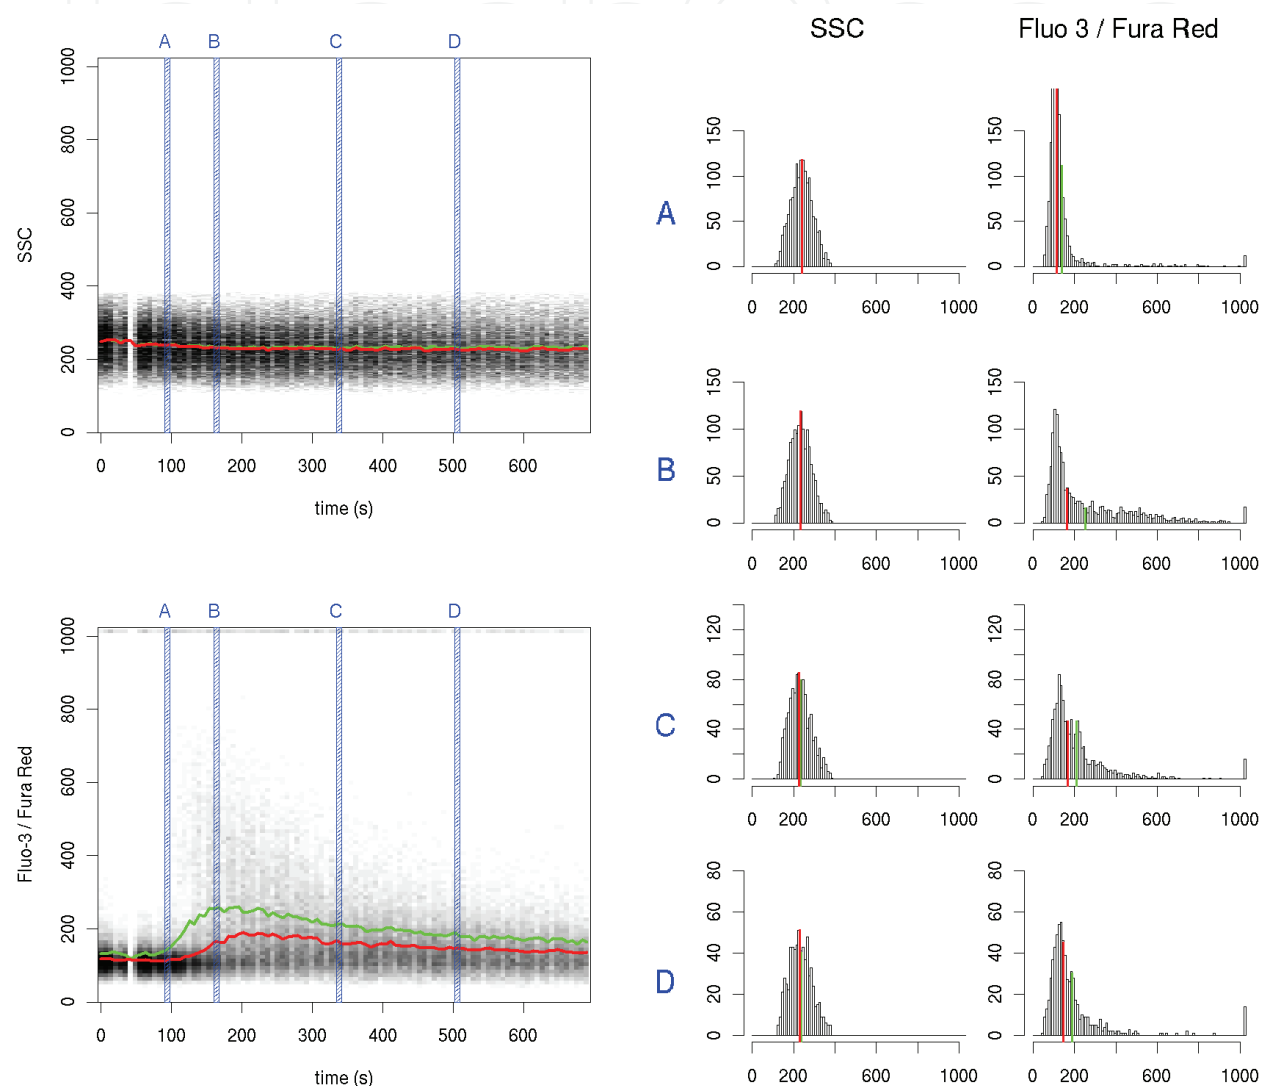 SSC Fluo 3 / Fura Red
A B C D
SSC
0 200 400 600 800 1000
0 100 200 300 400 500 600
time (s)
A B C D
Fluo-3 / Fura Red
0 200 400 600 800 1000
0 100 200 300 400 500 600
time (s)
A
0 50 100 150
0 200 600 1000
0 50 100 150
0 200 600 1000
B
0 50 100 150
0 200 600 1000
0 50 100 150
0 200 600 1000
C
0 40 80 120
0 200 600 1000
0 40 80 120
0 200 600 1000
D
0 20 40 60 80
0 200 600 1000
0 20 40 60 80
0 200 600 1000